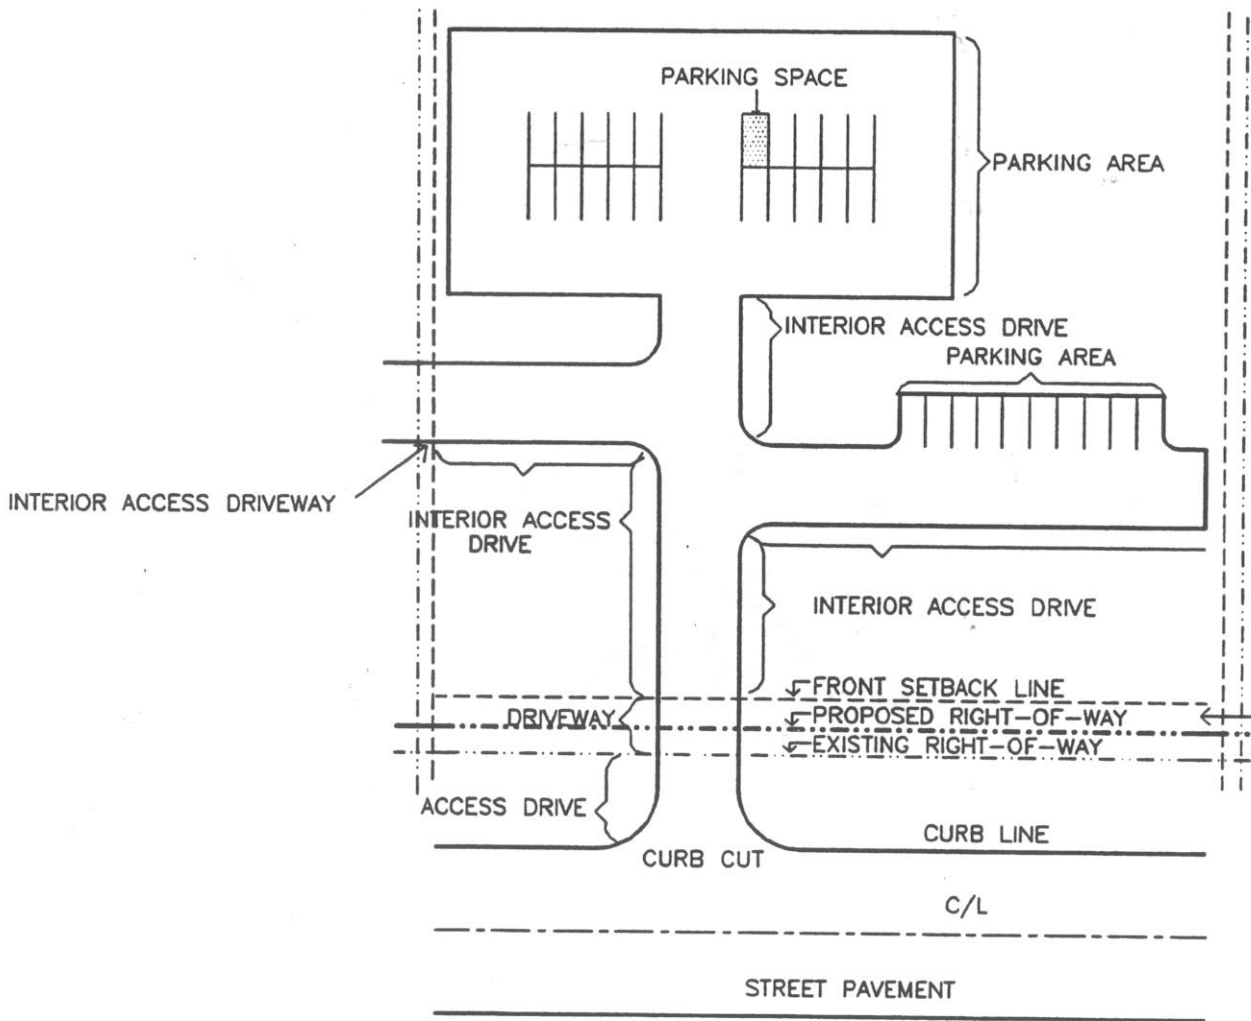 PARKING SPACE
PARKING AREA
INTERIOR ACCESS DRIVE
PARKING AREA
INTERIOR ACCESS DRIVEWAY
INTERIOR ACCESS
DRIVE
INTERIOR ACCESS DRIVE
FRONT SETBACK LINE
DRIVEWAY
PROPOSED RIGHT-OF-WAY
EXISTING RIGHT-OF-WAY
ACCESS DRIVE
CURB LINE
CURB CUT
C/L
STREET PAVEMENT